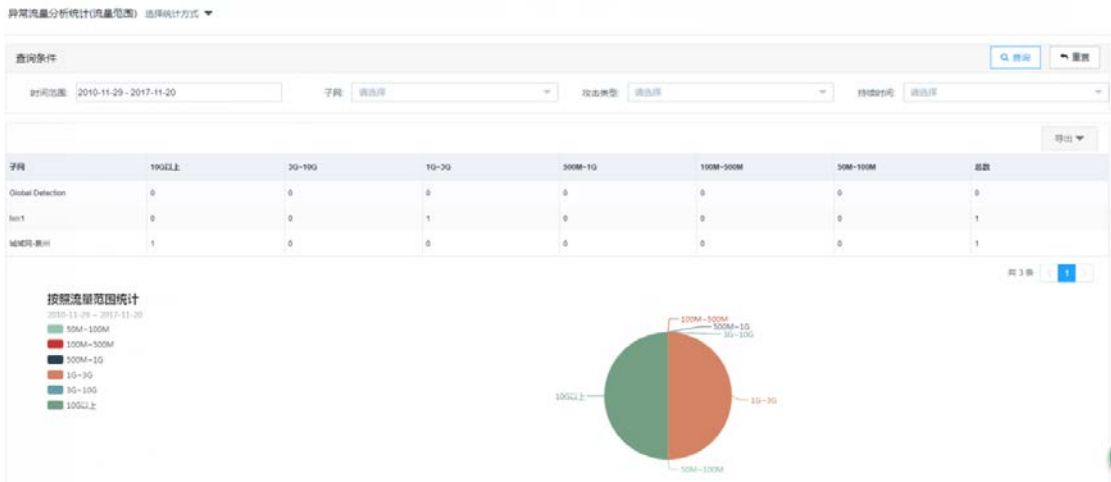 异常流量分析统计(流量范围) 选择统计方式
查询条件 查询 重置
时间范围: 2010-11-29 - 2017-11-20 子网: 请选择 攻击类型: 请选择 持续时间: 请选择
导出
子网 10G以上 3G~10G 1G~3G 500M~1G 100M~500M 50M~100M 总数
Global Detection 0 0 0 0 0 0 0
0 0 1 0 0 0 1
城域网-泉州 1 0 0 0 0 0 1
共 3 条 1
按照流量范围统计
2010-11-29 ~ 2017-11-20
50M~100M
100M~500M
500M~1G
1G~3G
3G~10G
10G以上
100M~500M
500M~1G
3G~10G
10G以上
1G~3G
50M~100M